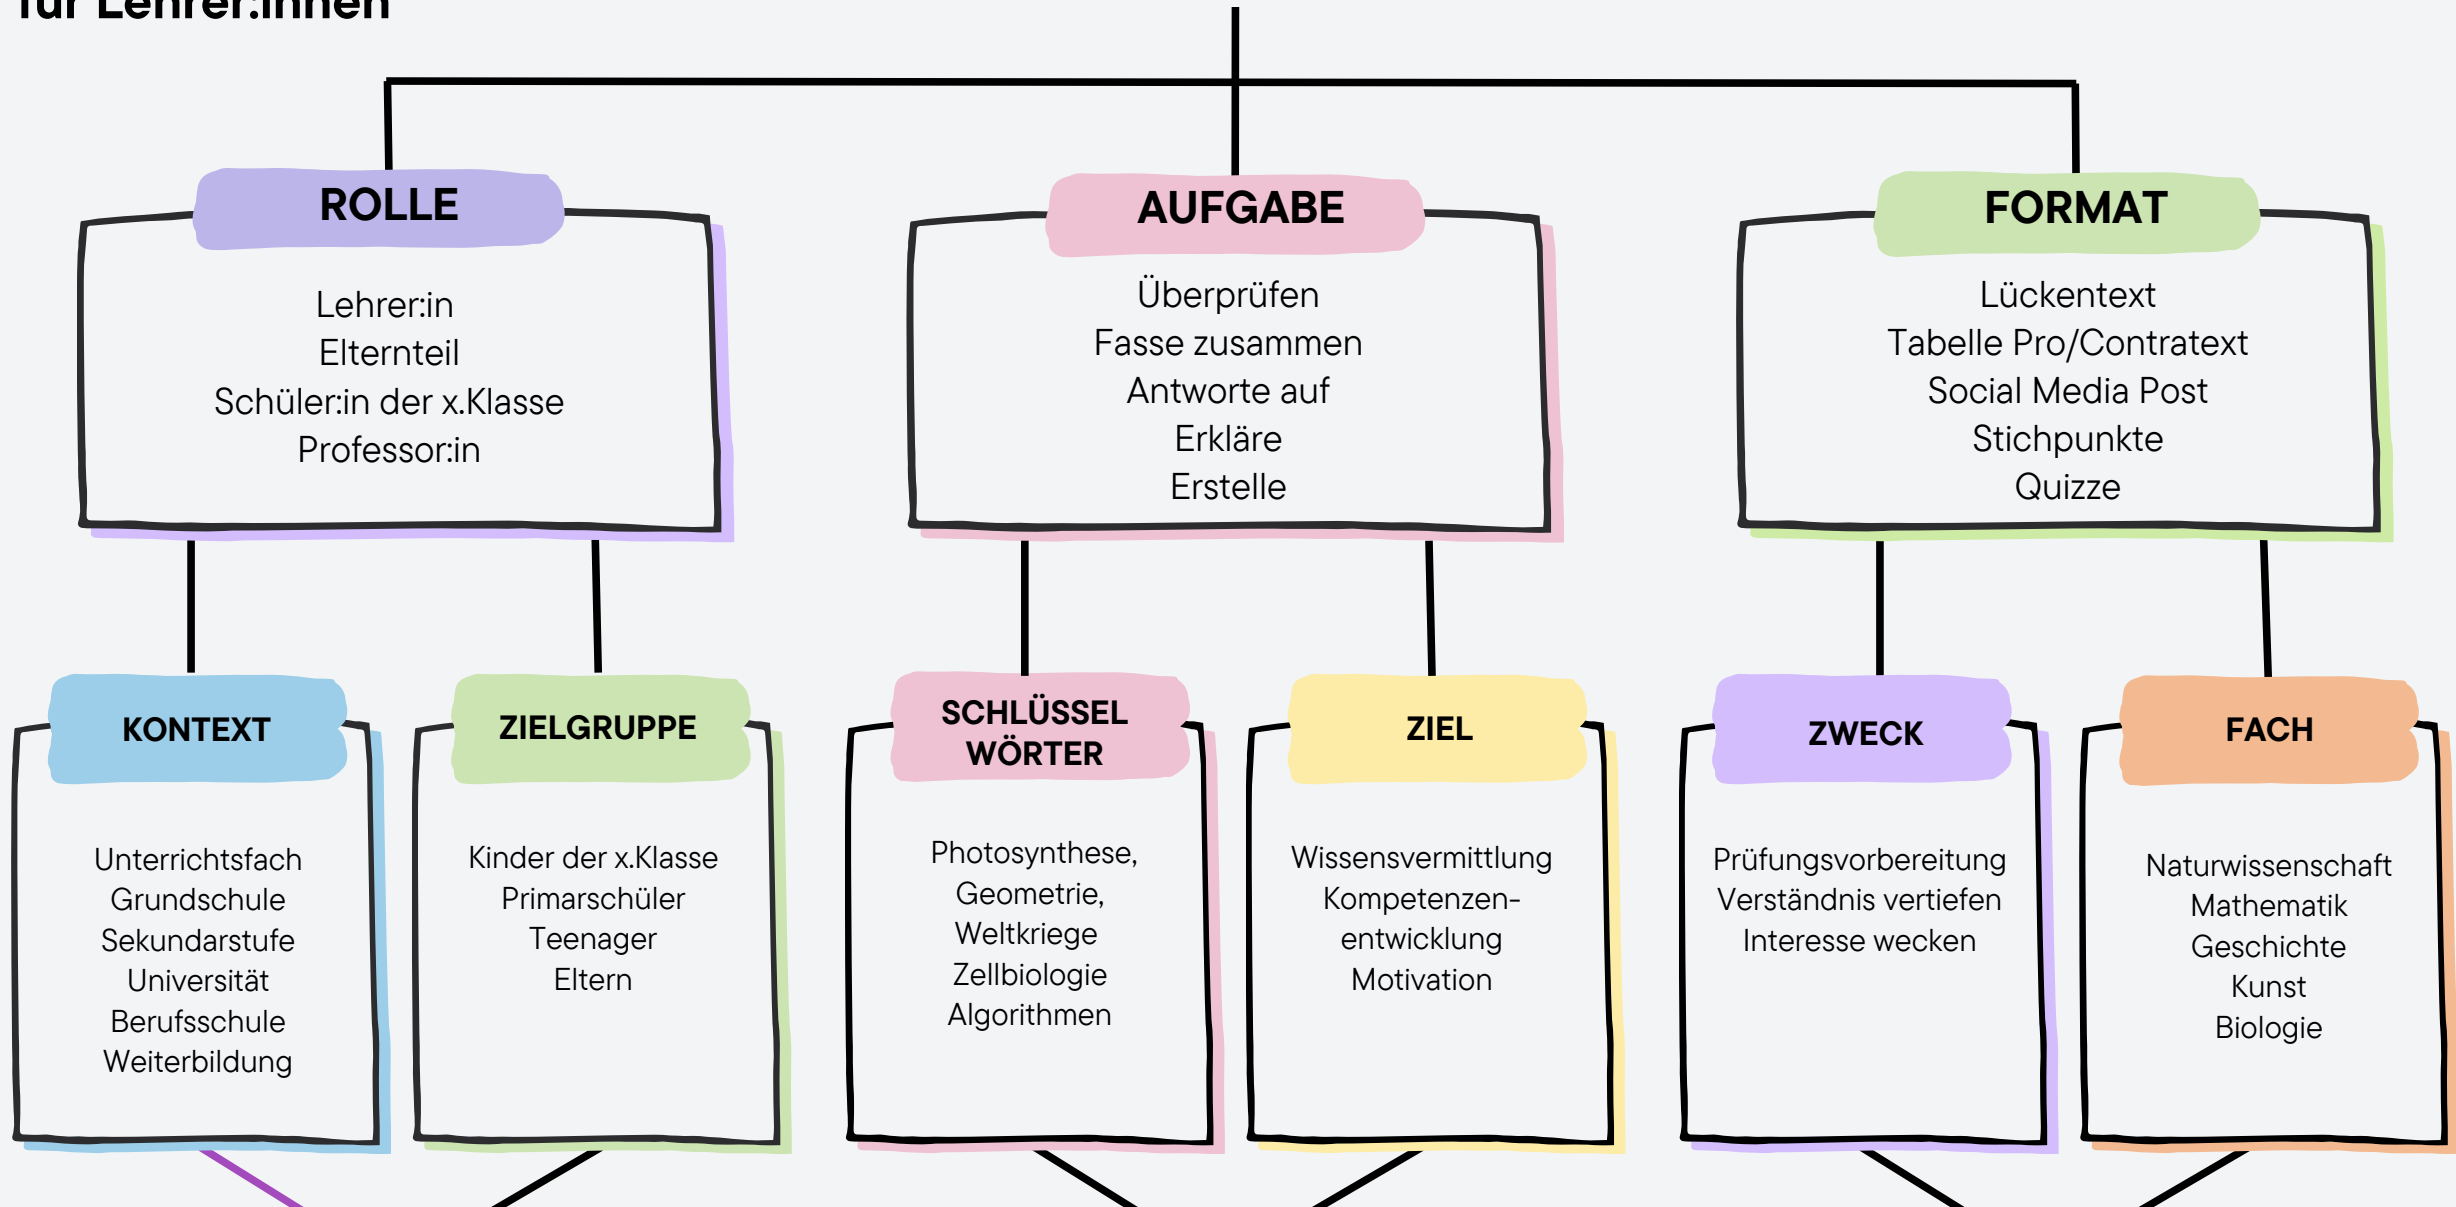 für Lehrer:innen
ROLLE
Lehrer:in
Elternteil
Schüler:in der x.Klasse
Professor:in
AUFGABE
Überprüfen
Fasse zusammen
Antworte auf
Erkläre
Erstelle
FORMAT
Lückentext
Tabelle Pro/Contratext
Social Media Post
Stichpunkte
Quizze
KONTEXT
Unterrichtsfach
Grundschule
Sekundarstufe
Universität
Berufsschule
Weiterbildung
ZIELGRUPPE
Kinder der x.Klasse
Primarschüler
Teenager
Eltern
SCHLÜSSEL
WÖRTER
Photosynthese,
Geometrie,
Weltkriege
Zellbiologie
Algorithmen
ZIEL
Wissensvermittlung
Kompetenzen-
entwicklung
Motivation
ZWECK
Prüfungsvorbereitung
Verständnis vertiefen
Interesse wecken
FACH
Naturwissenschaft
Mathematik
Geschichte
Kunst
Biologie